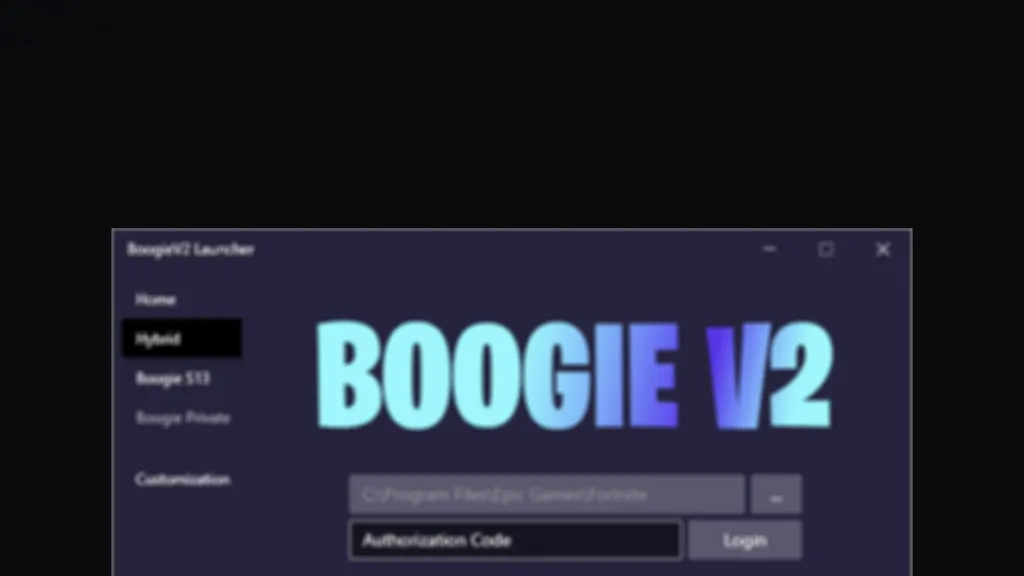 BoogieV2 Launcher
Home
Hybrid
BOOGIE V2
Boogie S13
Boogie Private
Customization
C:\Program Files\Epic Games\Fortnite
...
Authorization Code
Login